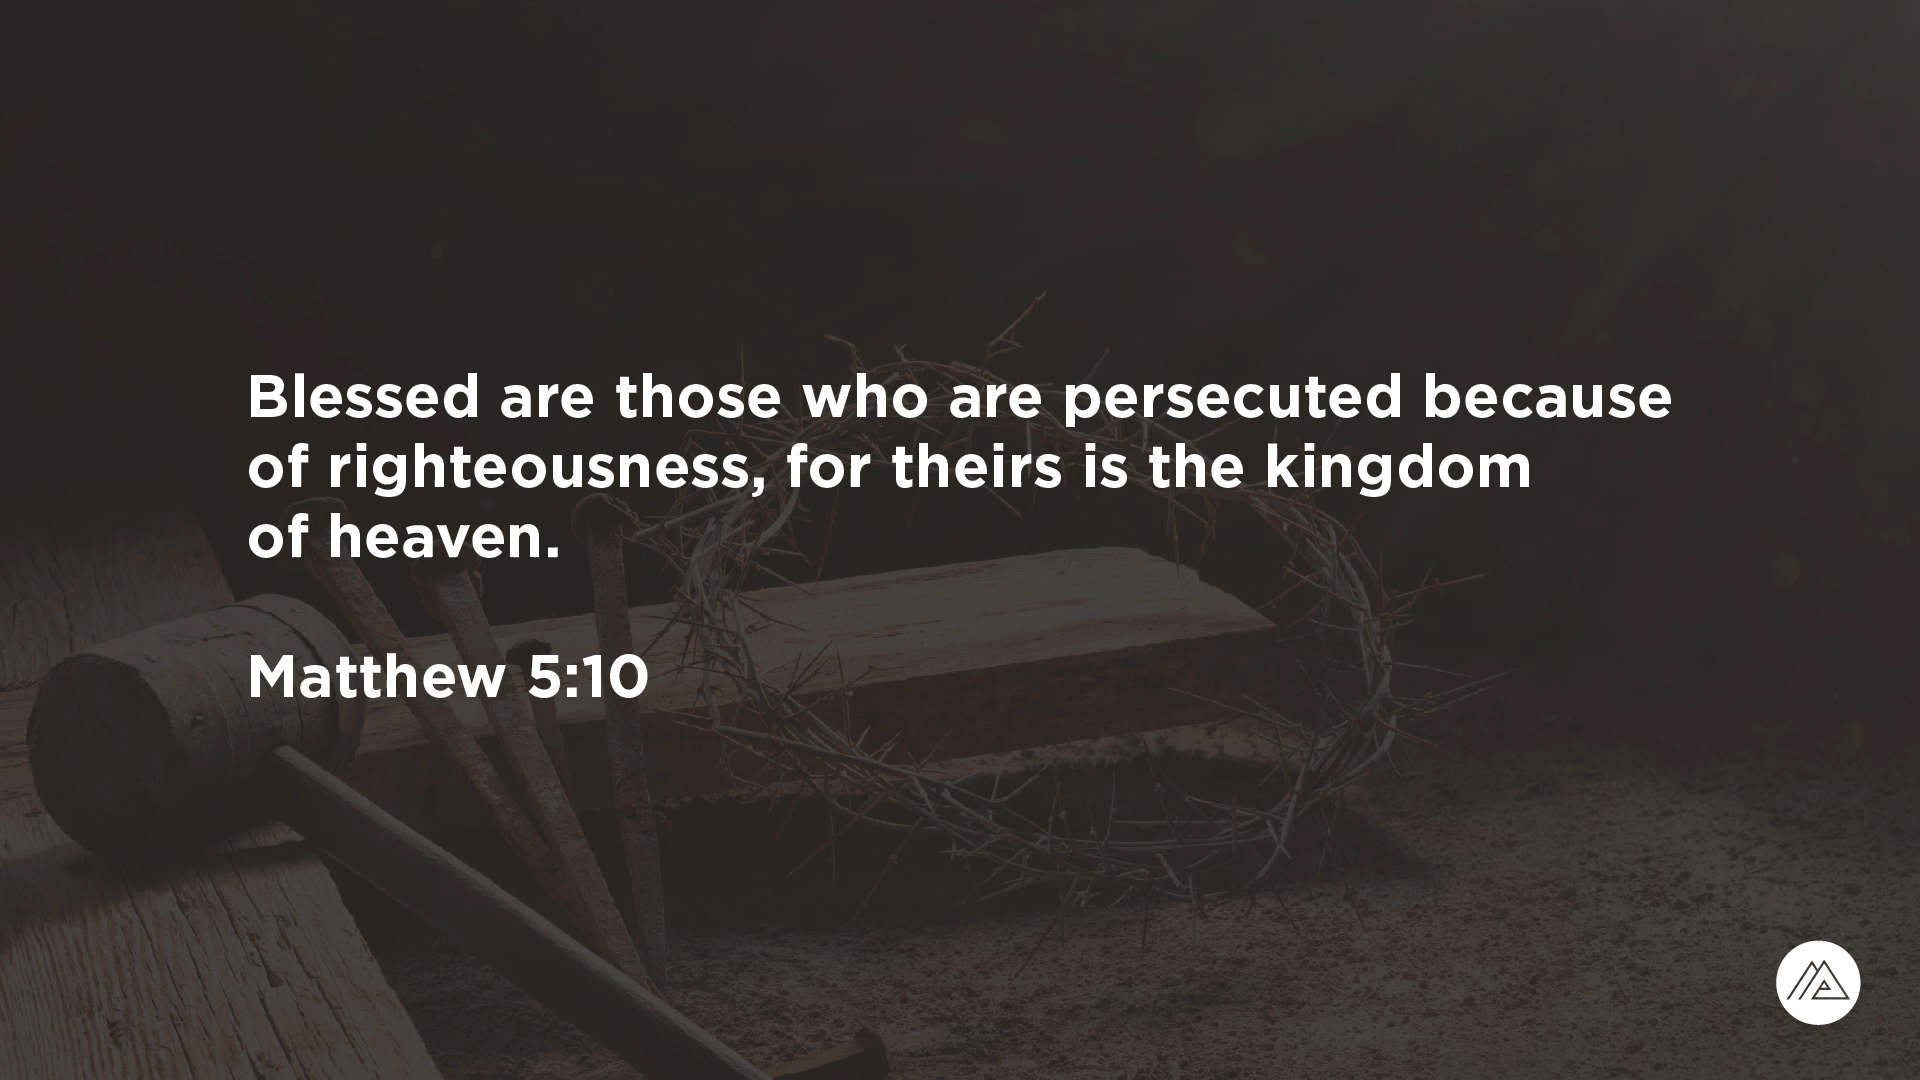 Blessed are those who are persecuted because
of righteousness, for theirs is the kingdom
of heaven.
Matthew 5:10